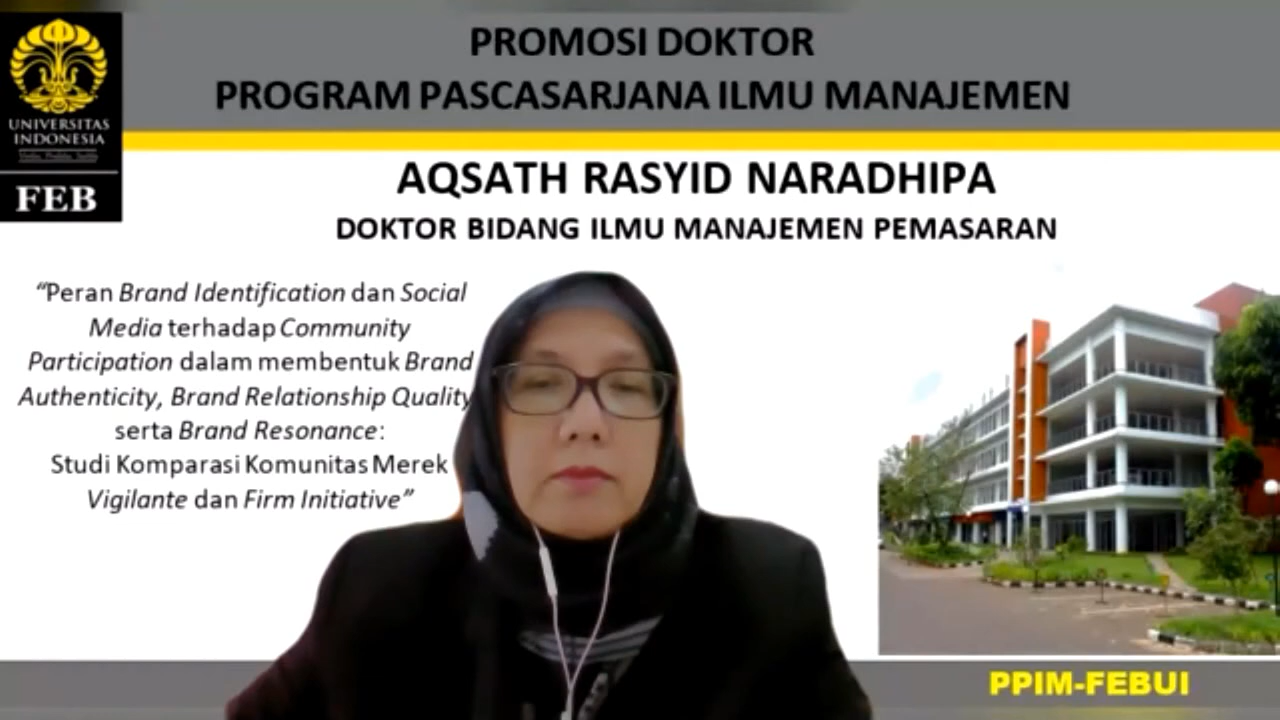 PROMOSI DOKTOR
PROGRAM PASCASARJANA ILMU MANAJEMEN
UNIVERSITAS
INDONESIA
FEB
AQSATH RASYID NARADHIPA
DOKTOR BIDANG ILMU MANAJEMEN PEMASARAN
“Peran Brand Identification dan Social
Media terhadap Community
Participation dalam membentuk Brand
Authenticity, Brand Relationship Quality
serta Brand Resonance:
Studi Komparasi Komunitas Merek
Vigilante dan Firm Initiative”
PPIM-FEBUI